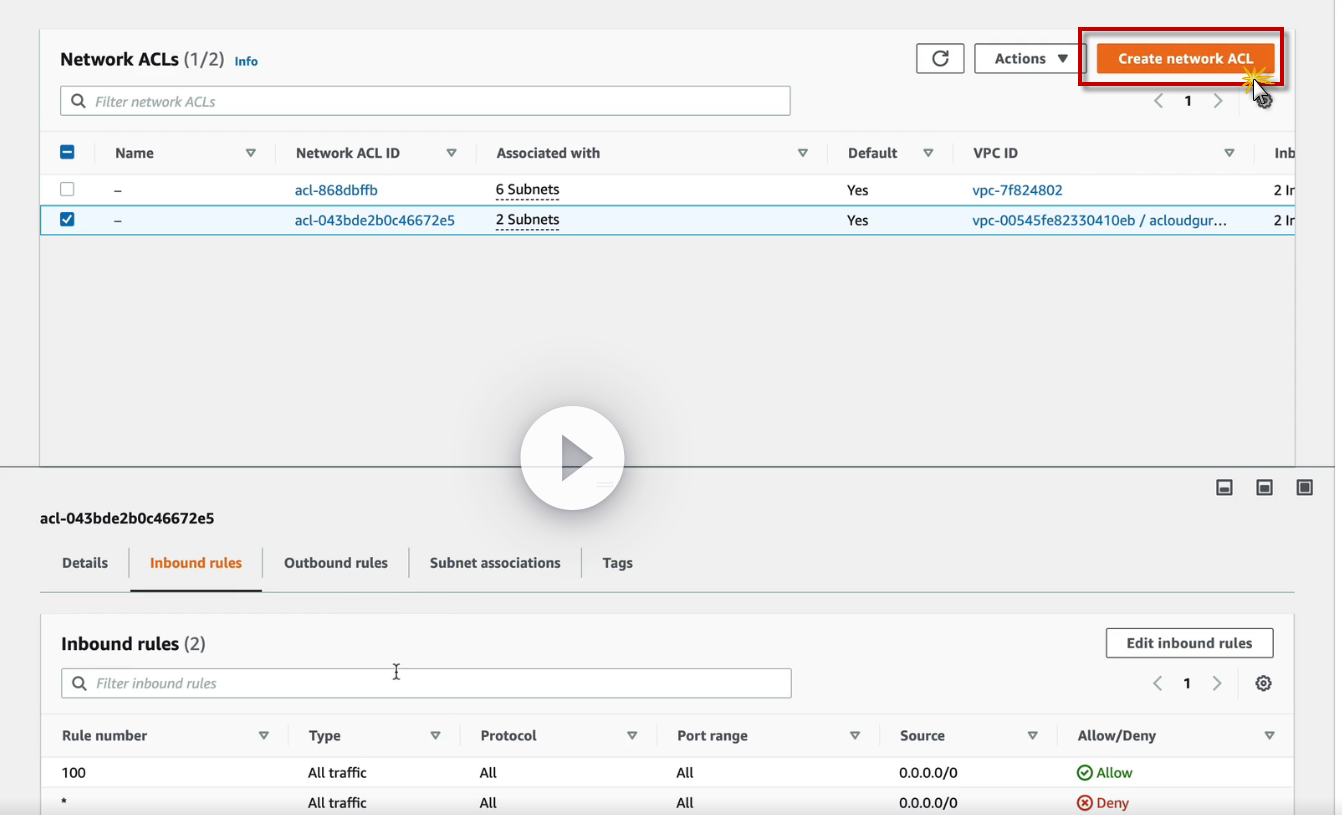 Network ACLs (1/2) Info
Actions ▼
Create network ACL
Filter network ACLs
1
Name Network ACL ID Associated with Default VPC ID Inb
– acl-868dbffb 6 Subnets Yes vpc-7f824802 2 Ir
– acl-043bde2b0c46672e5 2 Subnets Yes vpc-00545fe82330410eb / acloudgur... 2 Ir
acl-043bde2b0c46672e5
Details Inbound rules Outbound rules Subnet associations Tags
Inbound rules (2)
Edit inbound rules
Filter inbound rules
1
Rule number Type Protocol Port range Source Allow/Deny
100 All traffic All All 0.0.0.0/0 Allow
* All traffic All All 0.0.0.0/0 Deny